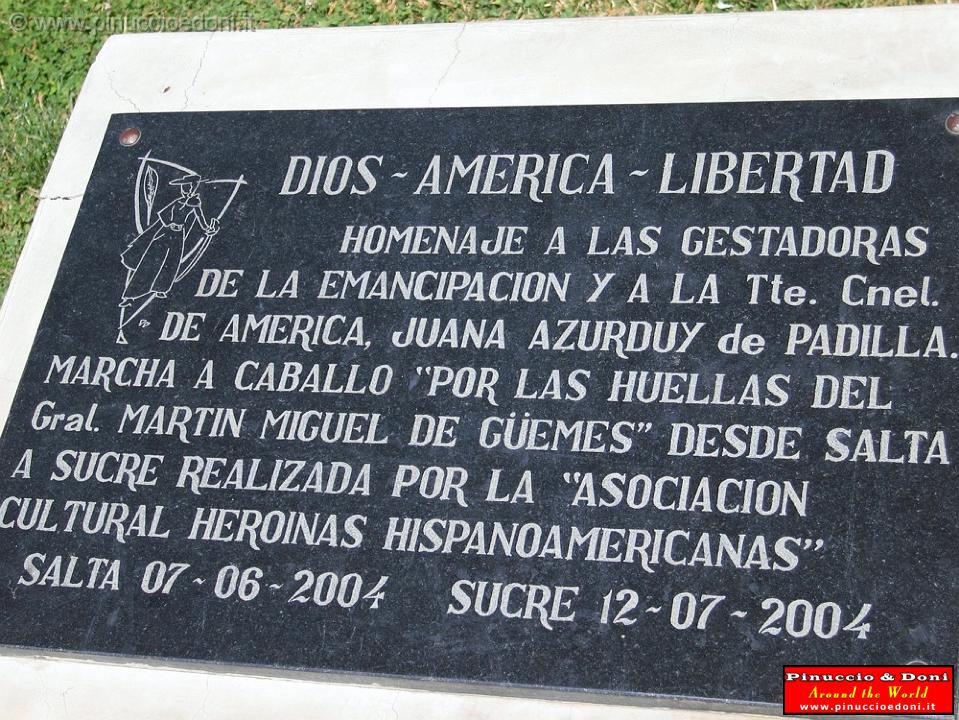 www.pinuccioedoni.it
DIOS - AMERICA - LIBERTAD
HOMENAJE A LAS GESTADORAS
DE LA EMANCIPACION Y A LA Tte. Cnel.
DE AMERICA, JUANA AZURDUY de PADILLA.
MARCHA A CABALLO "POR LAS HUELLAS DEL
Gral. MARTIN MIGUEL DE GÜEMES" DESDE SALTA
A SUCRE REALIZADA POR LA "ASOCIACION
CULTURAL HEROINAS HISPANOAMERICANAS"
SALTA 07-06-2004 SUCRE 12-07-2004
Pinuccio & Doni
Around the World
www.pinuccioedoni.it